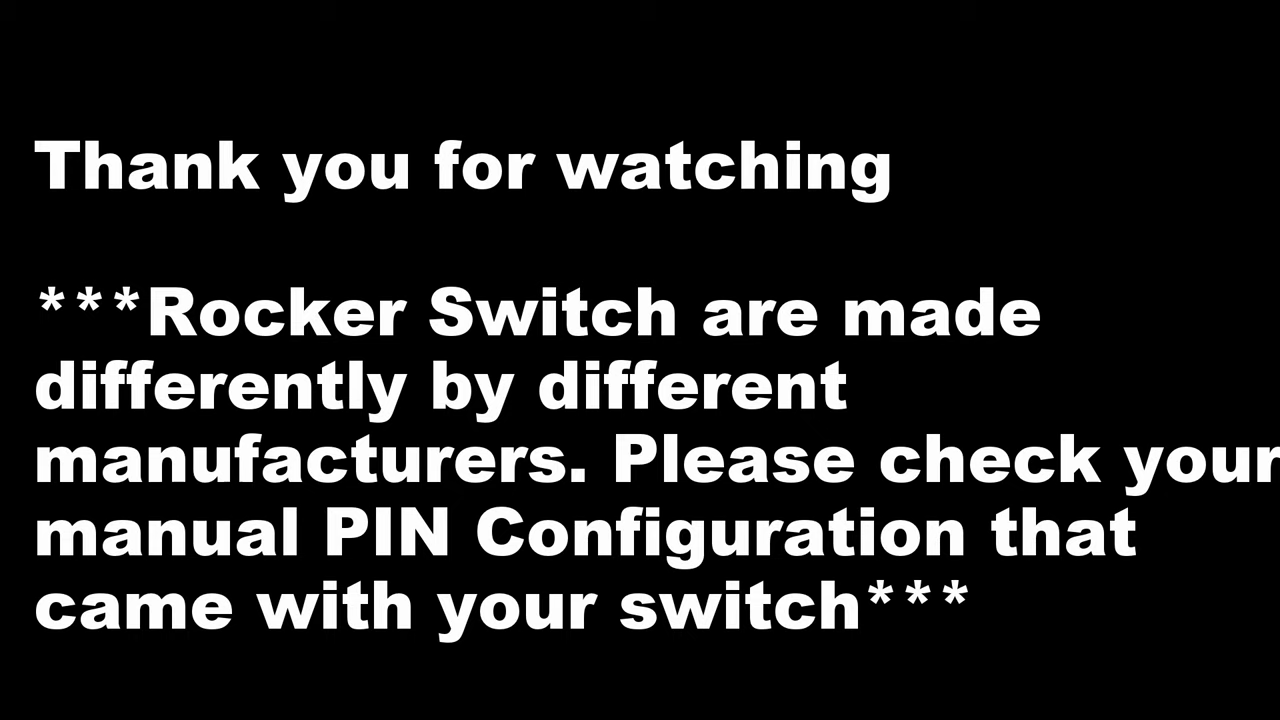 Thank you for watching
***Rocker Switch are made
differently by different
manufacturers. Please check your
manual PIN Configuration that
came with your switch***